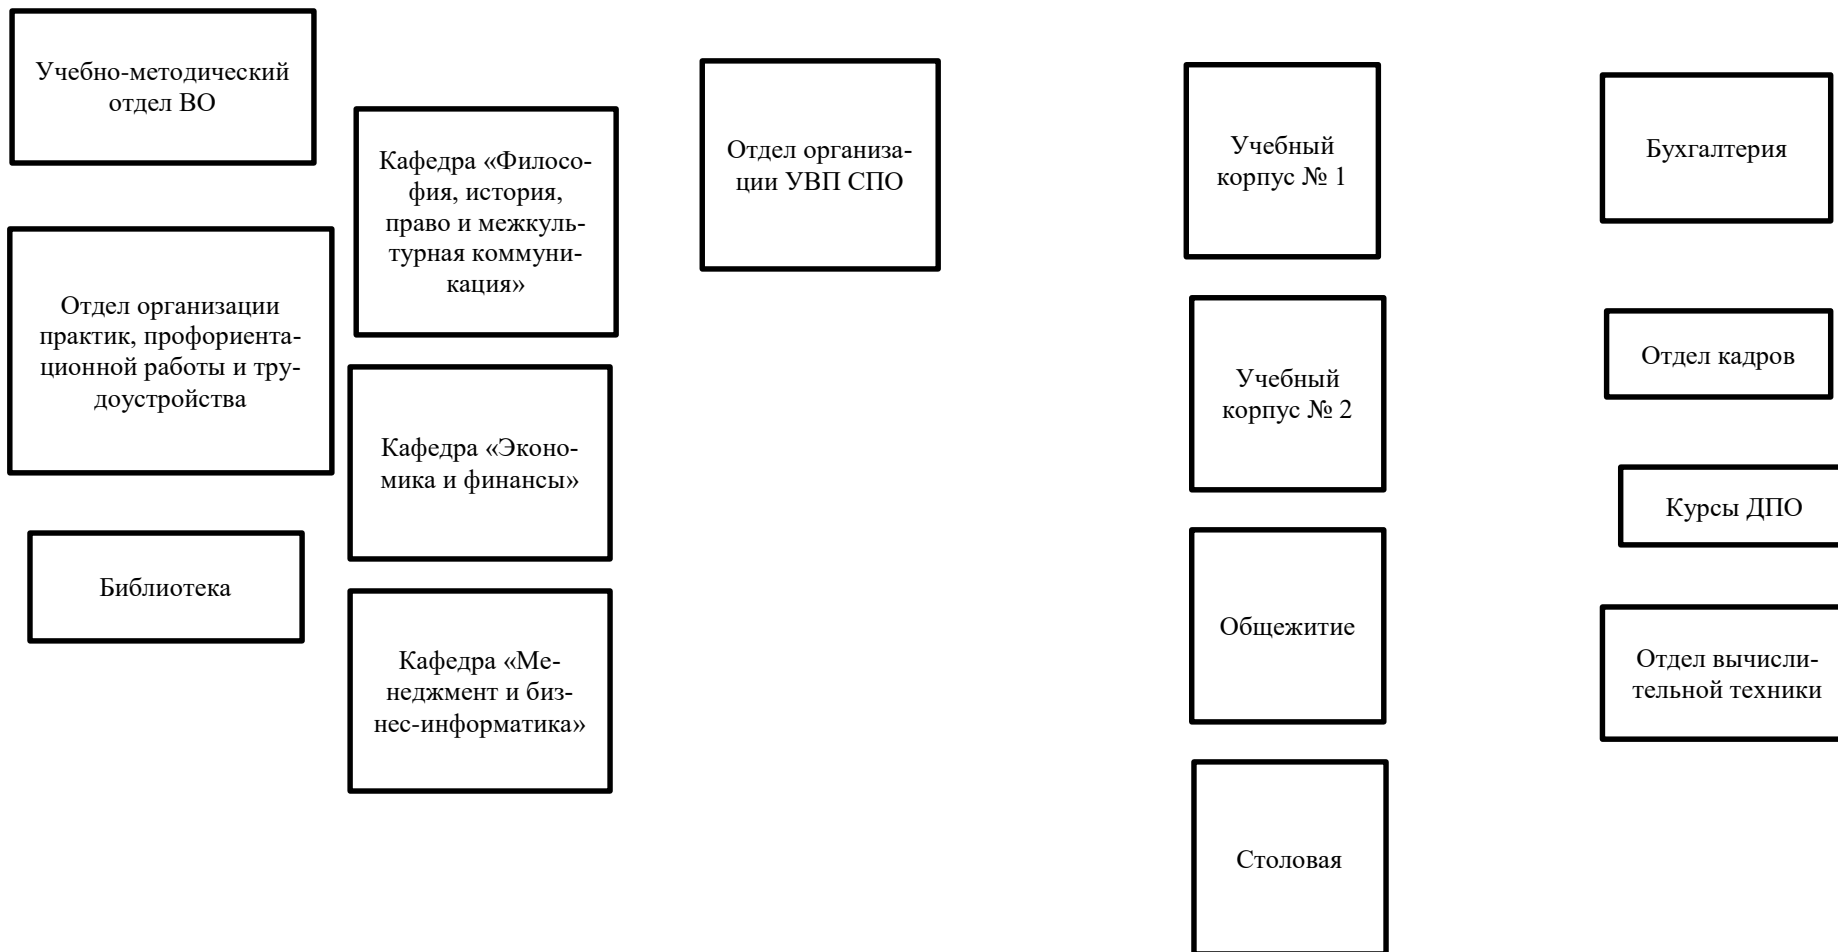 Учебно-методический
отдел ВО
Отдел организации
практик, профориента-
ционной работы и тру-
доустройства
Библиотека
Кафедра «Филосо-
фия, история,
право и межкуль-
турная коммуни-
кация»
Кафедра «Эконо-
мика и финансы»
Кафедра «Ме-
неджмент и биз-
нес-информатика»
Отдел организа-
ции УВП СПО
Учебный
корпус № 1
Учебный
корпус № 2
Общежитие
Столовая
Бухгалтерия
Отдел кадров
Курсы ДПО
Отдел вычисли-
тельной техники